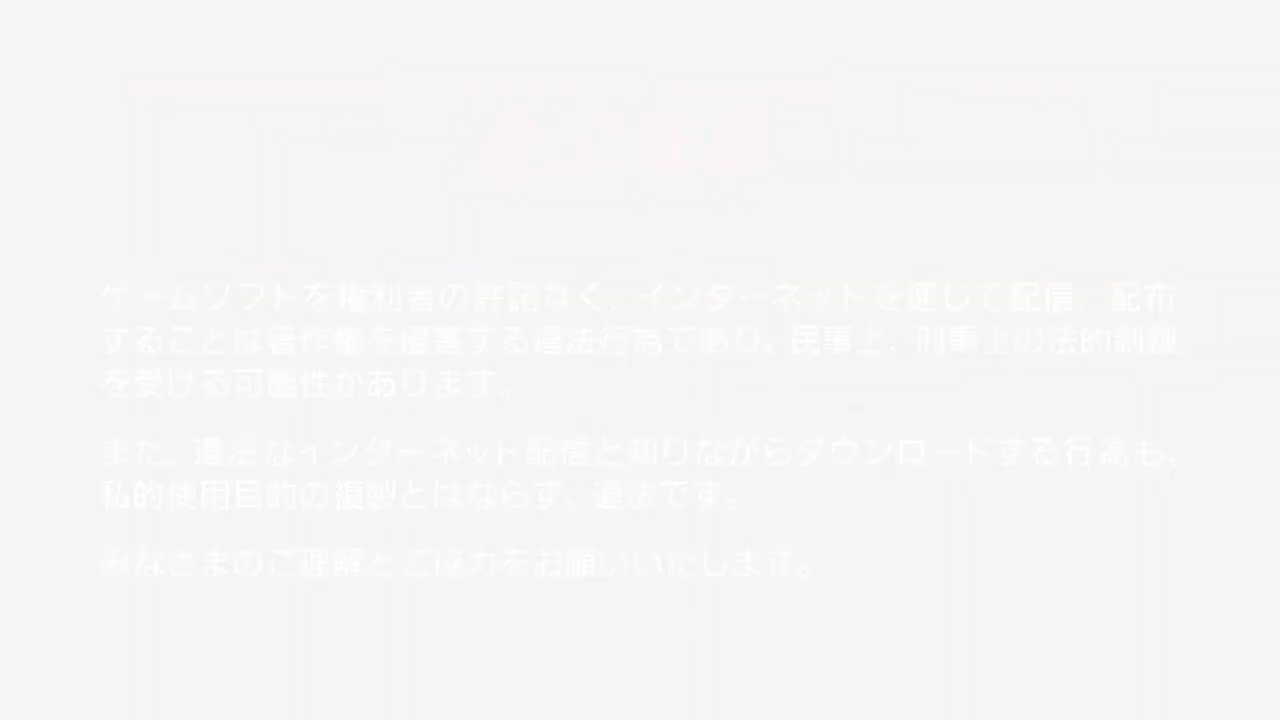 ゲームソフトを権利者の許諾なく、インターネットを通じて配信、配布
することは著作権を侵害する違法行為であり、民事上、刑事上の法的制裁
を受ける可能性があります。
また、違法なインターネット配信と知りながらダウンロードする行為も、
私的使用目的の複製とはならず、違法です。
みなさまのご理解とご協力をお願いいたします。